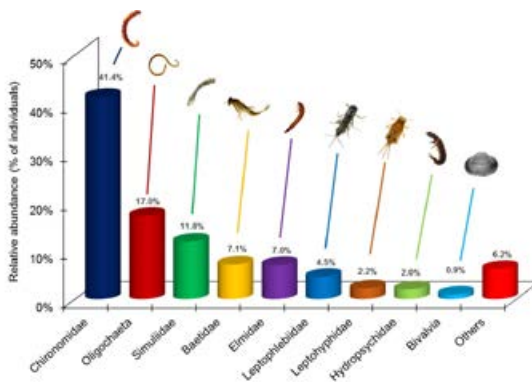 Relative abundance (% of individuals)
50%
40%
30%
20%
10%
0%
41.4%
17.0%
11.8%
7.1%
7.0%
4.5%
2.2%
2.0%
0.9%
6.2%
Chironomidae
Oligochaeta
Simuliidae
Baetidae
Elmidae
Leptophlebiidae
Leptohyphidae
Hydropsychidae
Bivalvia
Others